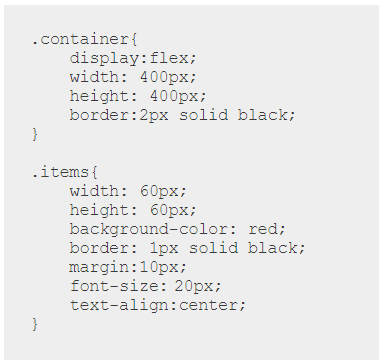 .container{
    display:flex;
    width: 400px;
    height: 400px;
    border:2px solid black;
}

.items{
    width: 60px;
    height: 60px;
    background-color: red;
    border: 1px solid black;
    margin:10px;
    font-size: 20px;
    text-align:center;
}